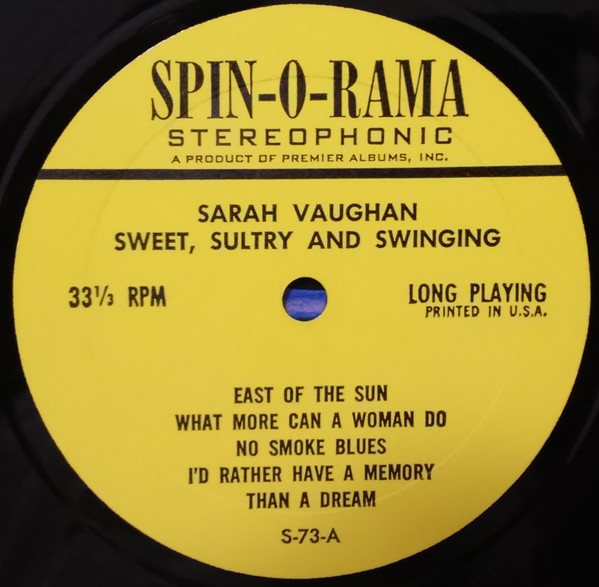 SPIN-O-RAMA
STEREOPHONIC
A PRODUCT OF PREMIER ALBUMS, INC.
SARAH VAUGHAN
SWEET, SULTRY AND SWINGING
33⅓ RPM
LONG PLAYING
PRINTED IN U.S.A.
EAST OF THE SUN
WHAT MORE CAN A WOMAN DO
NO SMOKE BLUES
I'D RATHER HAVE A MEMORY
THAN A DREAM
S-73-A